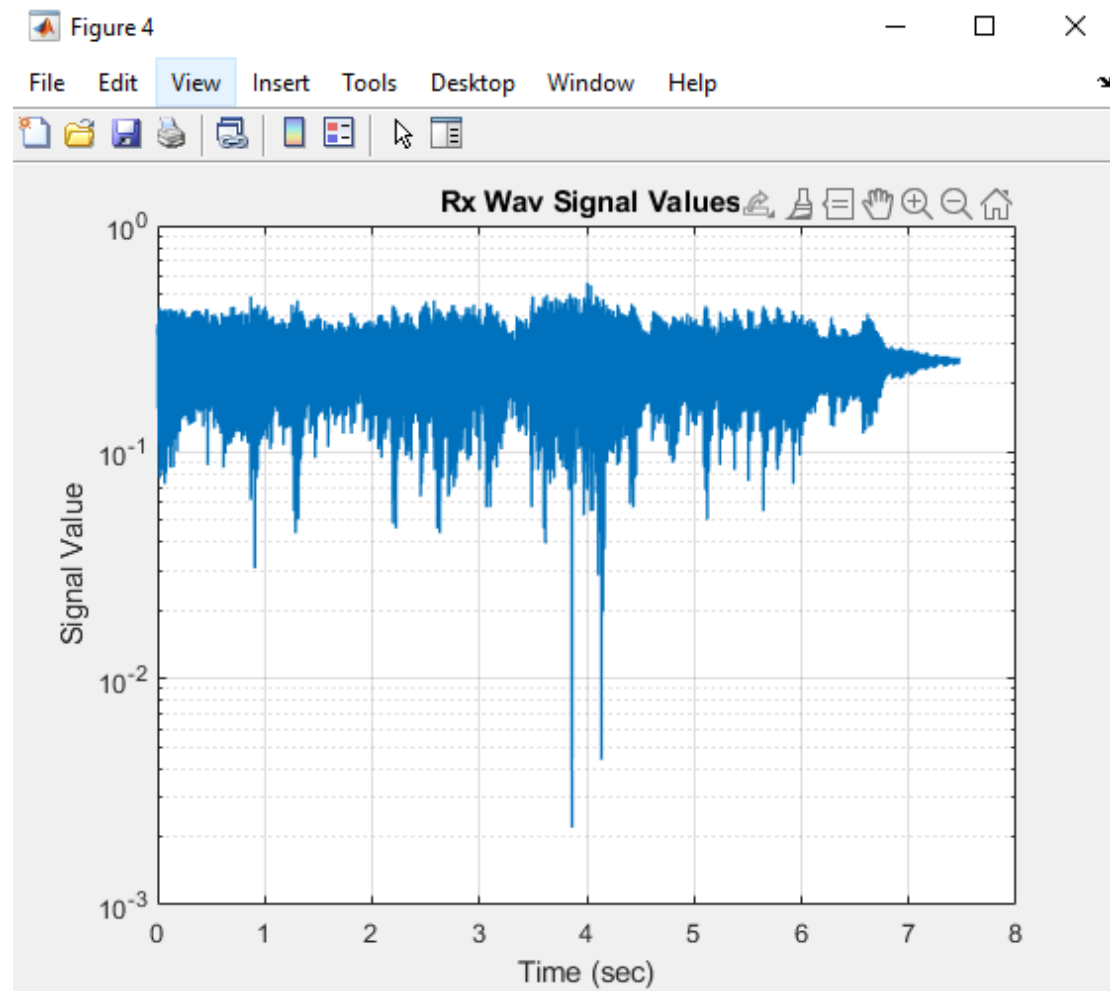 Figure 4
File Edit View Insert Tools Desktop Window Help
Rx Wav Signal Values
10^0
10^-1
10^-2
10^-3
Signal Value
0 1 2 3 4 5 6 7 8
Time (sec)